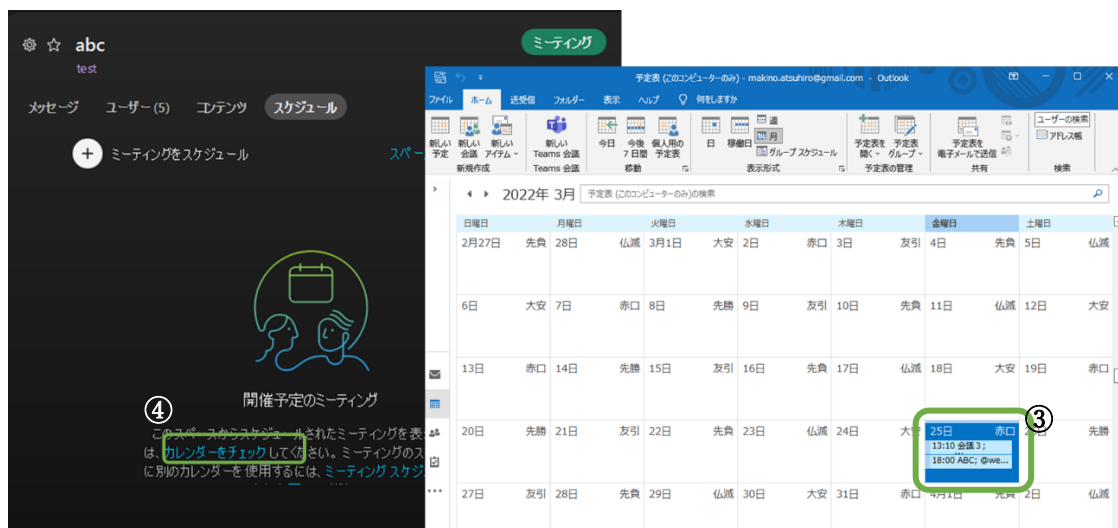 abc
ミーティング
test
メッセージ
ユーザー (5)
コンテンツ
スケジュール
ミーティングをスケジュール
スペー
④
開催予定のミーティング
このスペースからスケジュールされたミーティングを表
は、カレンダーをチェックしてください。ミーティングのス
に別のカレンダーを使用するには、ミーティング スケジ
予定表 (このコンピューターのみ) - makino.atsuhiro@gmail.com - Outlook
ファイル ホーム 送受信 フォルダー 表示 ヘルプ 何をしますか
新しい 予定
新しい 会議
新しい アイテム
新規作成
新しい Teams 会議
Teams 会議
今日
今後 7 日間
個人用の 予定表
移動
日
稼働日
週
月
グループ スケジュール
表示形式
予定表を 開く
予定表 グループ
予定表の管理
予定表を 電子メールで送信
共有
ユーザーの検索
アドレス帳
検索
2022年 3月
予定表 (このコンピューターのみ)の検索
日曜日 月曜日 火曜日 水曜日 木曜日 金曜日 土曜日
2月27日 先負 28日 仏滅 3月1日 大安 2日 赤口 3日 友引 4日 先負 5日 仏滅
6日 大安 7日 赤口 8日 先勝 9日 友引 10日 先負 11日 仏滅 12日 大安
13日 赤口 14日 先勝 15日 友引 16日 先負 17日 仏滅 18日 大安 19日 赤口
③
20日 先勝 21日 友引 22日 先負 23日 仏滅 24日 大安 25日 赤口 先勝
13:10 会議 3 ;
18:00 ABC; @we...
27日 友引 28日 先負 29日 仏滅 30日 大安 31日 赤口 4月1日 先負 2日 仏滅